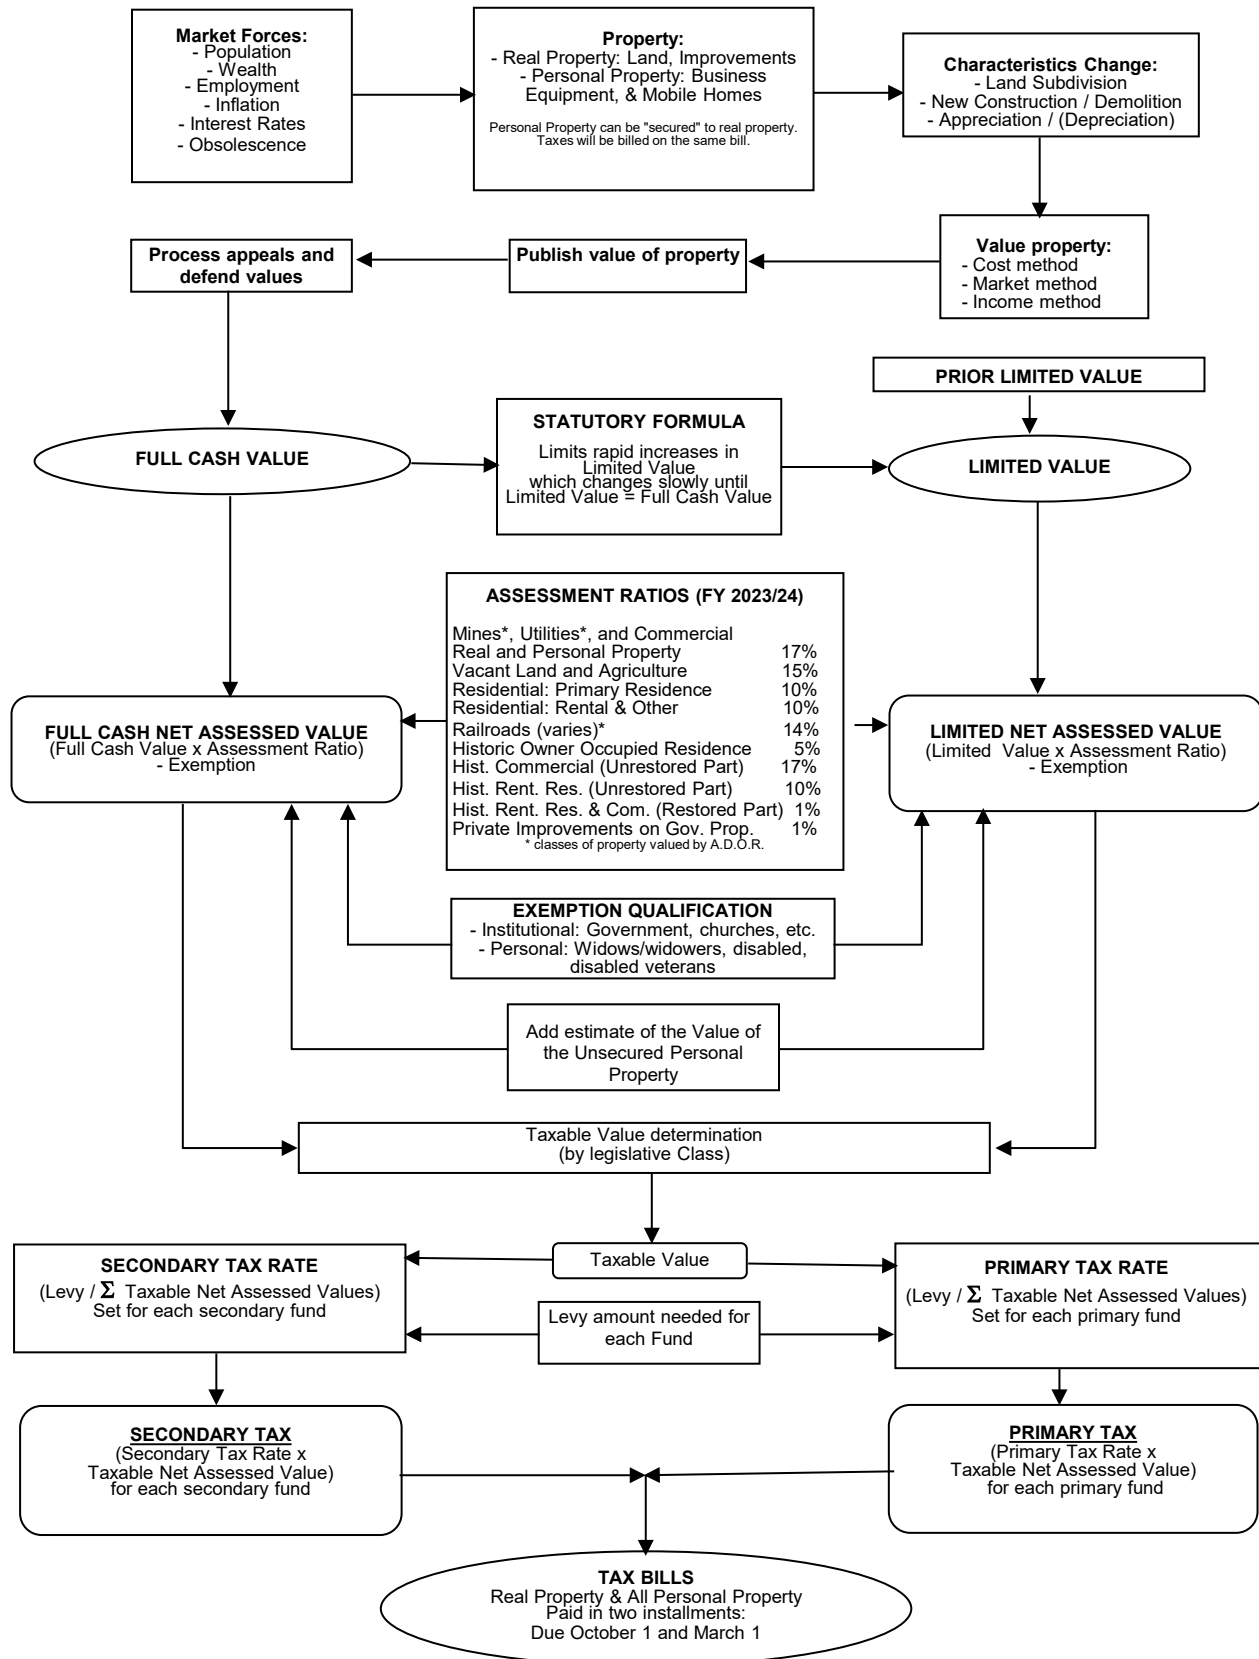 Market Forces:
- Population
- Wealth
- Employment
- Inflation
- Interest Rates
- Obsolescence
Property:
- Real Property: Land, Improvements
- Personal Property: Business
Equipment, & Mobile Homes
Personal Property can be "secured" to real property.
Taxes will be billed on the same bill.
Characteristics Change:
- Land Subdivision
- New Construction / Demolition
- Appreciation / (Depreciation)
Process appeals and
defend values
Publish value of property
Value property:
- Cost method
- Market method
- Income method
PRIOR LIMITED VALUE
FULL CASH VALUE
STATUTORY FORMULA
Limits rapid increases in
Limited Value
which changes slowly until
Limited Value = Full Cash Value
LIMITED VALUE
ASSESSMENT RATIOS (FY 2023/24)
Mines*, Utilities*, and Commercial
Real and Personal Property 17%
Vacant Land and Agriculture 15%
Residential: Primary Residence 10%
Residential: Rental & Other 10%
Railroads (varies)* 14%
Historic Owner Occupied Residence 5%
Hist. Commercial (Unrestored Part) 17%
Hist. Rent. Res. (Unrestored Part) 10%
Hist. Rent. Res. & Com. (Restored Part) 1%
Private Improvements on Gov. Prop. 1%
* classes of property valued by A.D.O.R.
FULL CASH NET ASSESSED VALUE
(Full Cash Value x Assessment Ratio)
- Exemption
LIMITED NET ASSESSED VALUE
(Limited Value x Assessment Ratio)
- Exemption
EXEMPTION QUALIFICATION
- Institutional: Government, churches, etc.
- Personal: Widows/widowers, disabled,
disabled veterans
Add estimate of the Value of
the Unsecured Personal
Property
Taxable Value determination
(by legislative Class)
Taxable Value
SECONDARY TAX RATE
(Levy / Σ Taxable Net Assessed Values)
Set for each secondary fund
PRIMARY TAX RATE
(Levy / Σ Taxable Net Assessed Values)
Set for each primary fund
Levy amount needed for
each Fund
SECONDARY TAX
(Secondary Tax Rate x
Taxable Net Assessed Value)
for each secondary fund
PRIMARY TAX
(Primary Tax Rate x
Taxable Net Assessed Value)
for each primary fund
TAX BILLS
Real Property & All Personal Property
Paid in two installments:
Due October 1 and March 1